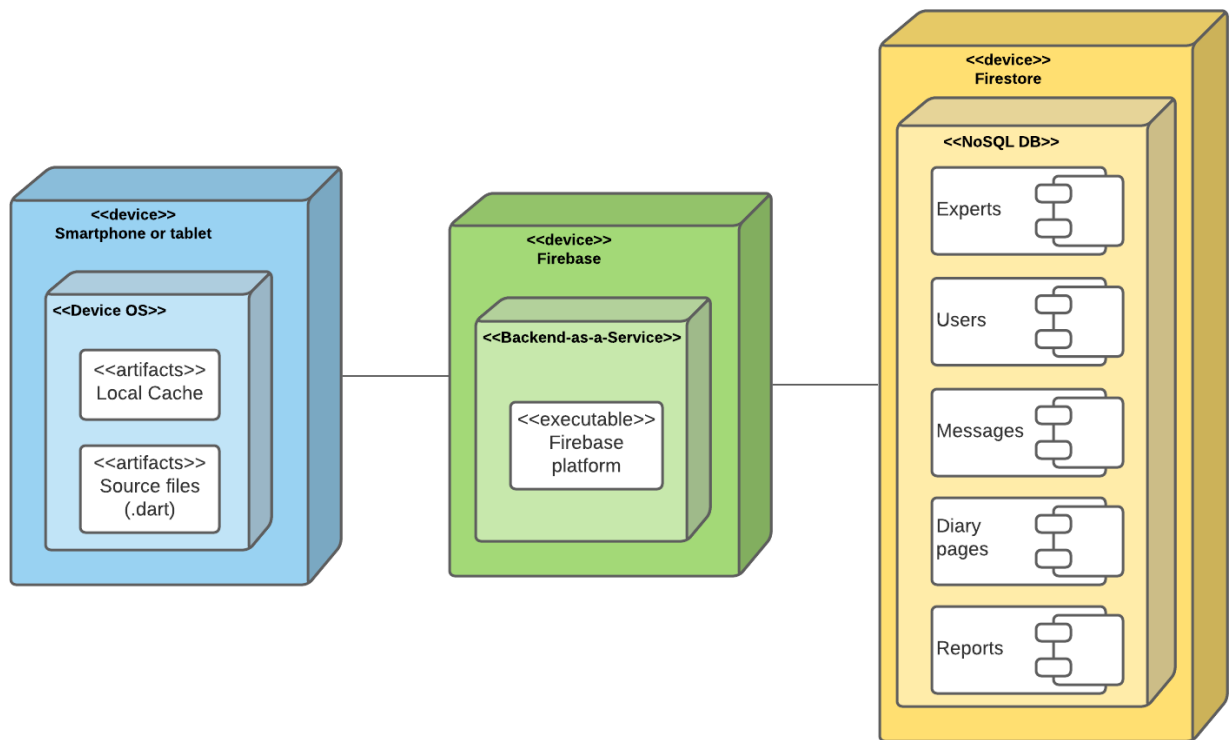 <<device>>
Smartphone or tablet
<<Device OS>>
<<artifacts>>
Local Cache
<<artifacts>>
Source files
(.dart)
<<device>>
Firebase
<<Backend-as-a-Service>>
<<executable>>
Firebase
platform
<<device>>
Firestore
<<NoSQL DB>>
Experts
Users
Messages
Diary
pages
Reports